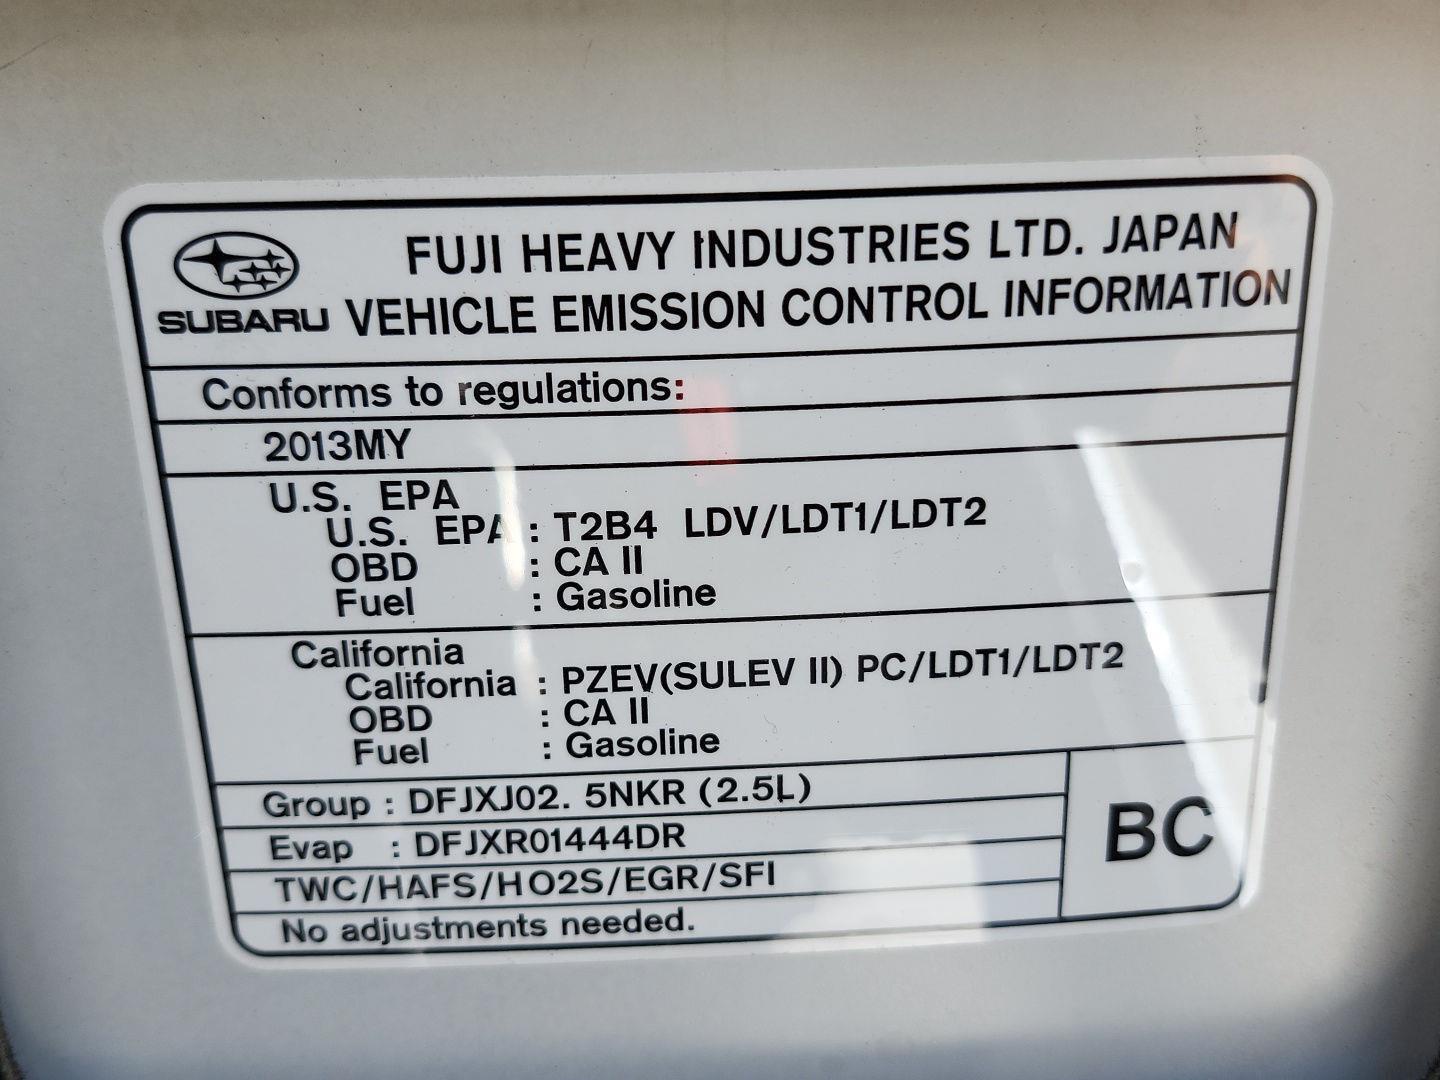 FUJI HEAVY INDUSTRIES LTD. JAPAN
SUBARU VEHICLE EMISSION CONTROL INFORMATION
Conforms to regulations:
2013MY
U.S. EPA
U.S. EPA : T2B4 LDV/LDT1/LDT2
OBD : CA II
Fuel : Gasoline
California
California : PZEV(SULEV II) PC/LDT1/LDT2
OBD : CA II
Fuel : Gasoline
Group : DFJXJ02. 5NKR (2.5L)
Evap : DFJXR01444DR
TWC/HAFS/HO2S/EGR/SFI
No adjustments needed.
BC